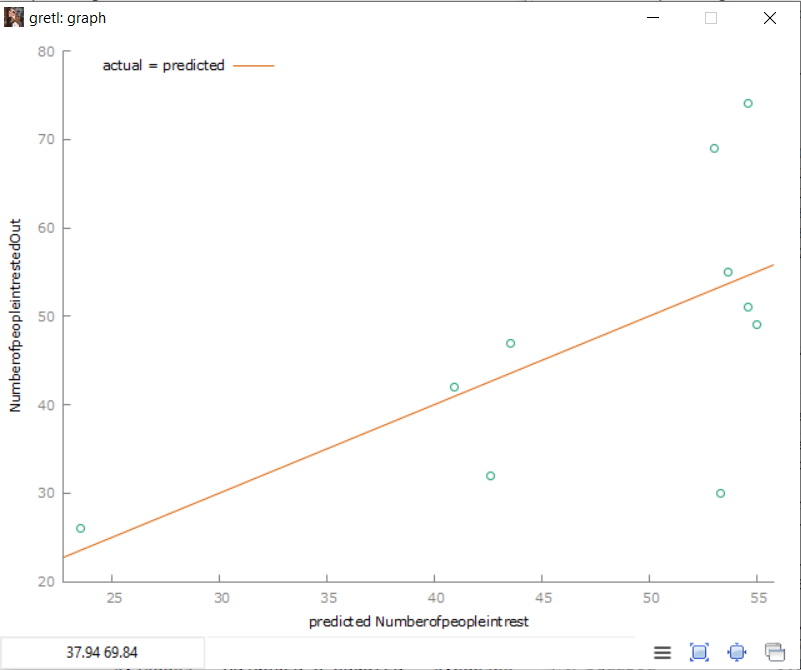 gretl: graph
actual = predicted
80
70
60
50
40
30
20
NumberofpeopleintrestedOut
25 30 35 40 45 50 55
predicted Numberofpeopleintrest
37.94 69.84